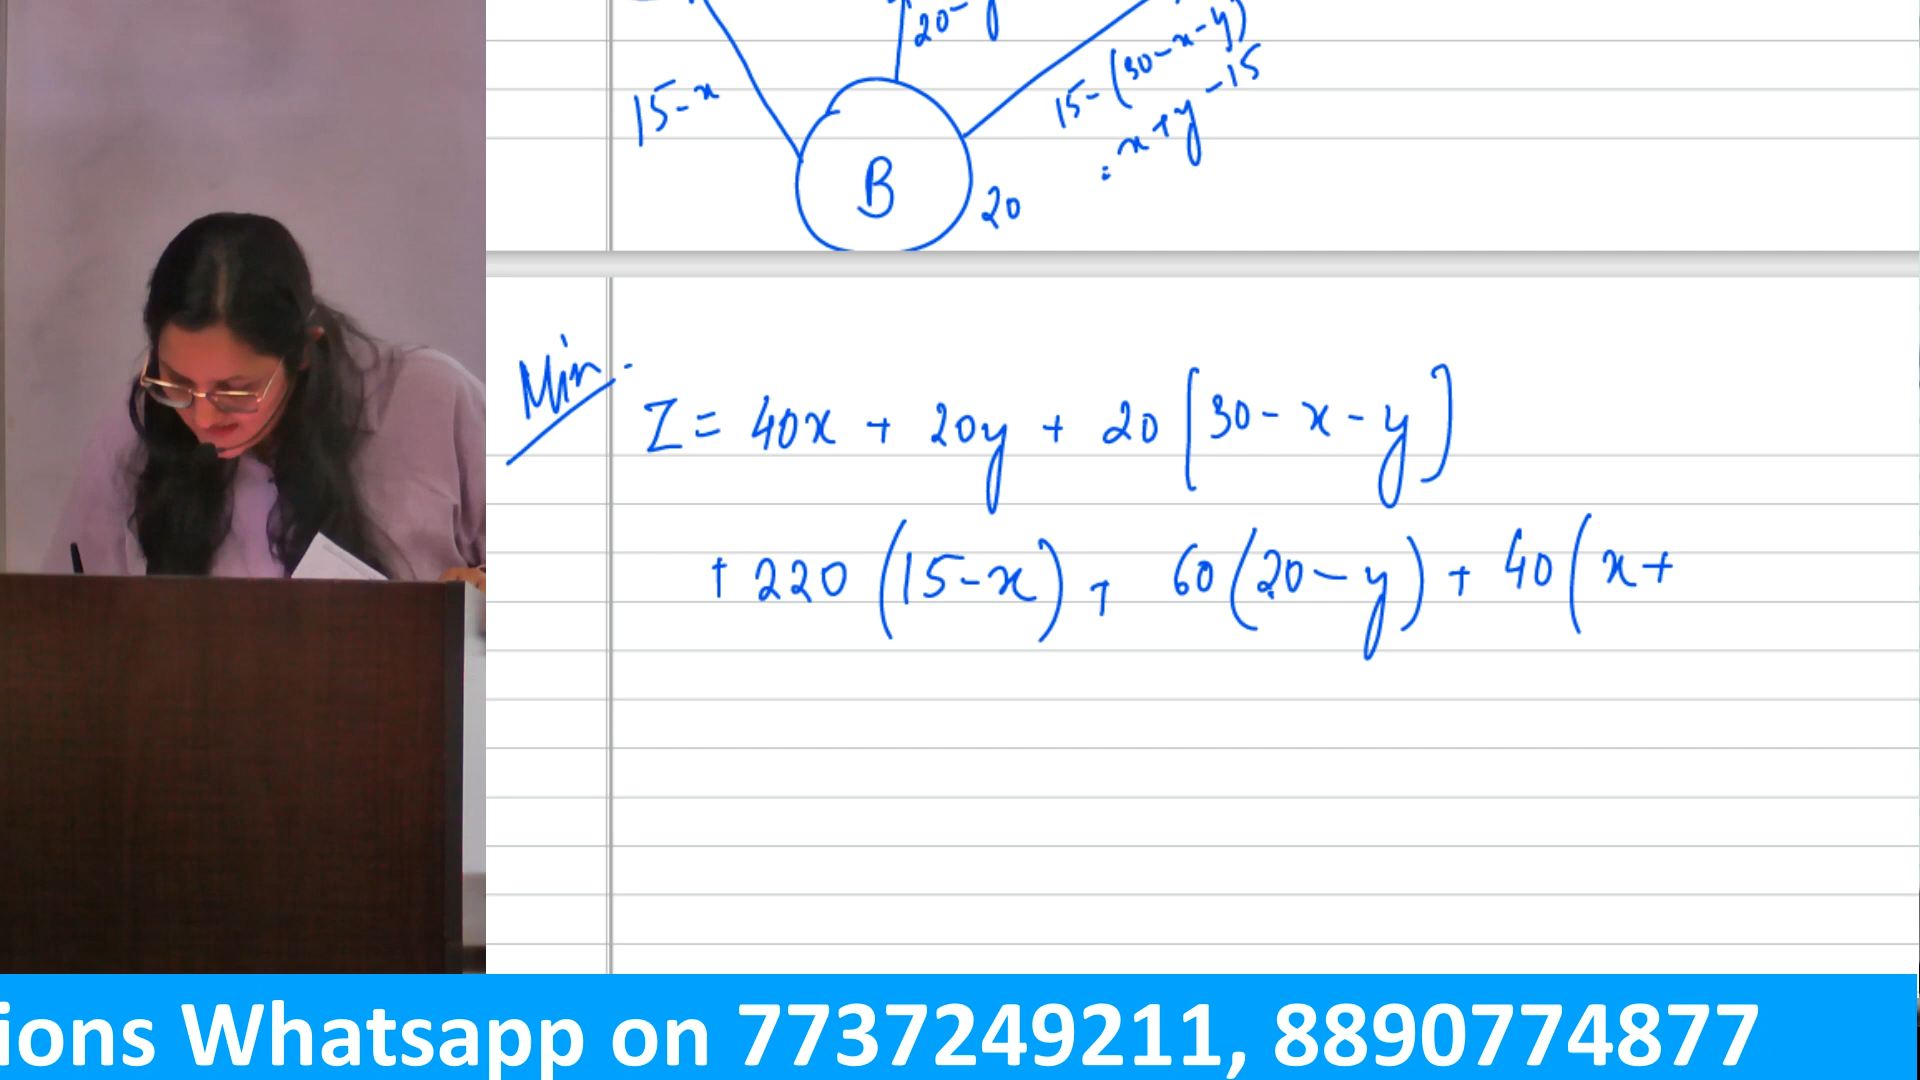 20-y
15-x
15-(30-x-y)
= x+y-15
B
20
Min.
Z = 40x + 20y + 20 [30-x-y]
+ 220 (15-x) + 60 (20-y) + 40 (x+
ions Whatsapp on 7737249211, 8890774877